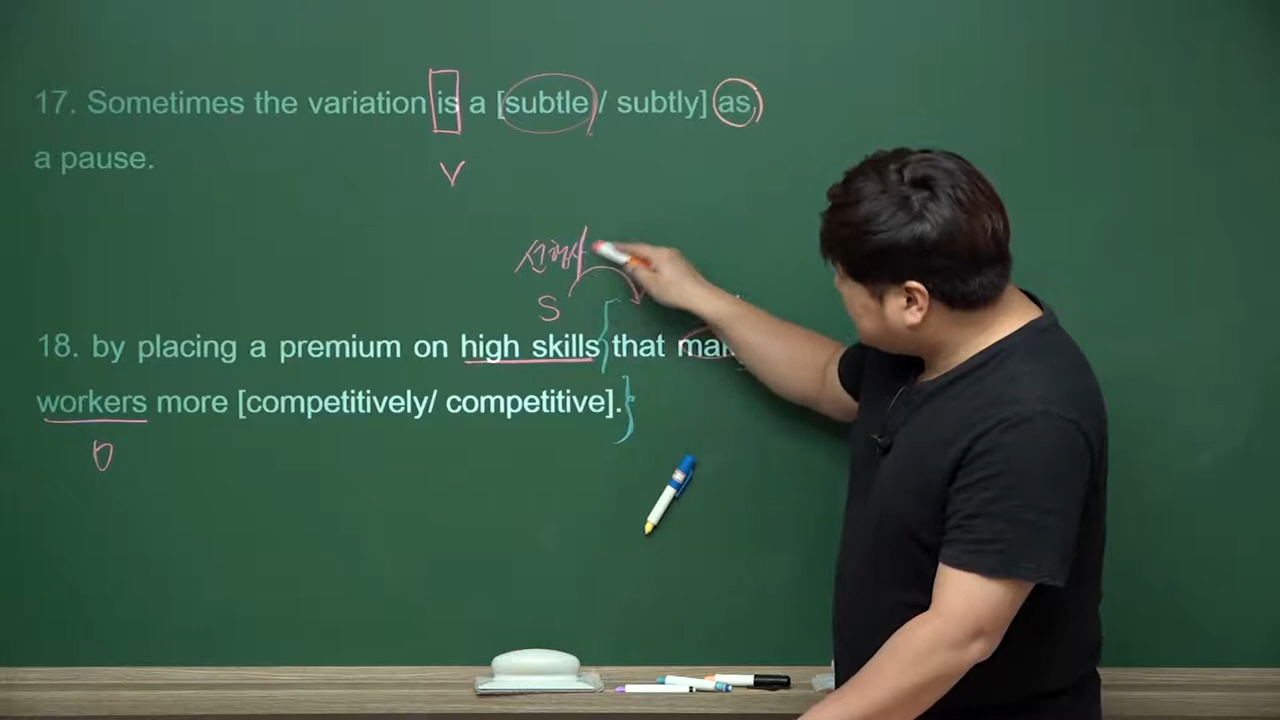 17. Sometimes the variation is a [subtle / subtly] as
a pause.
V
선행사
S
18. by placing a premium on high skills that
workers more [competitively/ competitive].
O